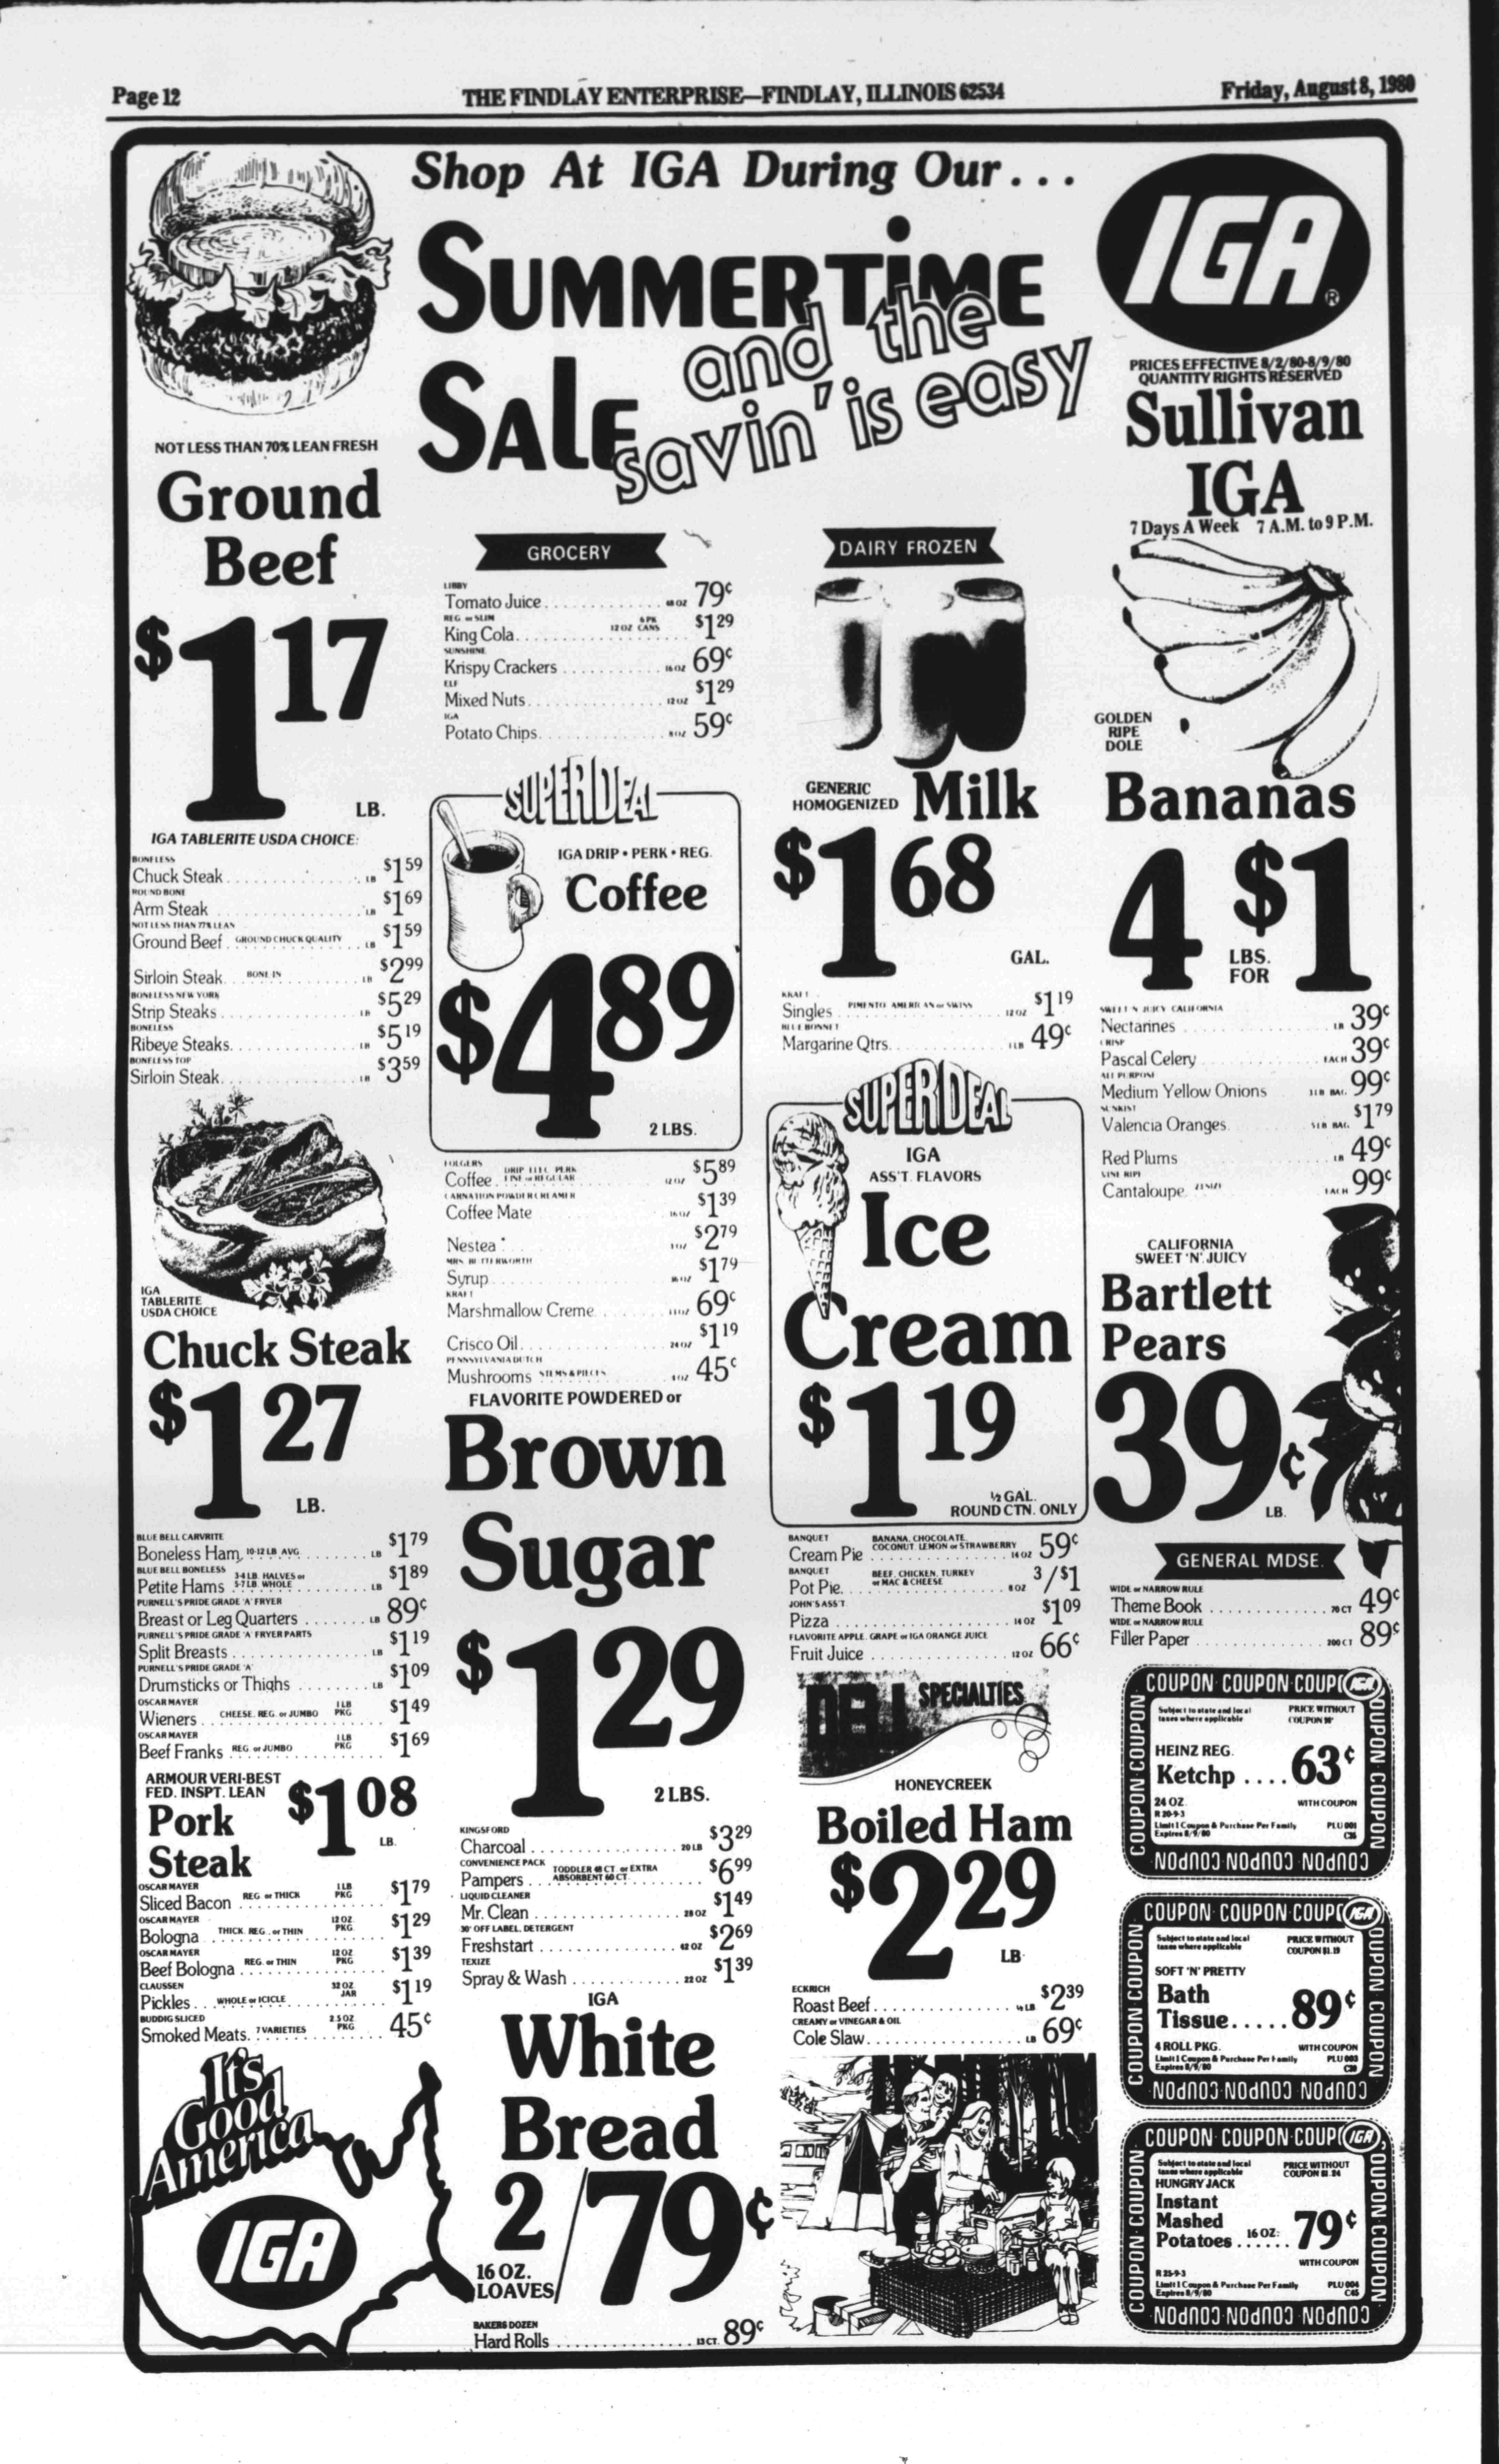 Page 12
THE FINDLAY ENTERPRISE—FINDLAY, ILLINOIS 62534
Friday, August 8, 1980
Shop At IGA During Our...
SUMMERTIME
SALE
and the
savin' is easy
IGA
PRICES EFFECTIVE 8/2/80-8/9/80
QUANTITY RIGHTS RESERVED
Sullivan
IGA
7 Days A Week 7 A.M. to 9 P.M.
NOT LESS THAN 70% LEAN FRESH
Ground
Beef
$1 17
LB.
IGA TABLERITE USDA CHOICE:
BONELESS
Chuck Steak LB $1 59
ROUND BONE
Arm Steak LB $1 69
NOT LESS THAN 77% LEAN
Ground Beef GROUND CHUCK QUALITY LB $1 59
Sirloin Steak BONE IN LB $2 99
BONELESS NEW YORK
Strip Steaks LB $5 29
BONELESS
Ribeye Steaks LB $5 19
BONELESS TOP
Sirloin Steak LB $3 59
IGA
TABLERITE
USDA CHOICE
Chuck Steak
$1 27
LB.
BLUE BELL CARVRITE
Boneless Ham 10-12 LB AVG. LB $1 79
BLUE BELL BONELESS 3-4 LB. HALVES or
Petite Hams 5-7 LB. WHOLE LB $1 89
PURNELL'S PRIDE GRADE 'A' FRYER
Breast or Leg Quarters LB 89¢
PURNELL'S PRIDE GRADE 'A' FRYER PARTS
Split Breasts LB $1 19
PURNELL'S PRIDE GRADE 'A'
Drumsticks or Thighs LB $1 09
OSCAR MAYER
Wieners CHEESE, REG. or JUMBO 1 LB PKG $1 49
OSCAR MAYER
Beef Franks REG. or JUMBO 1 LB PKG $1 69
ARMOUR VERI-BEST
FED. INSPT. LEAN
Pork
Steak
$1 08
LB.
OSCAR MAYER
Sliced Bacon REG. or THICK 1 LB PKG $1 79
OSCAR MAYER
Bologna THICK, REG., or THIN 12 OZ. PKG $1 29
OSCAR MAYER
Beef Bologna REG. or THIN 12 OZ PKG $1 39
CLAUSSEN
Pickles WHOLE or ICICLE 32 OZ. JAR $1 19
BUDDIG SLICED
Smoked Meats 7 VARIETIES 2.5 OZ. PKG 45¢
It's
Good
America
IGA
GROCERY
LIBBY
Tomato Juice 48 OZ 79¢
REG. or SLIM
King Cola 12 OZ 6 PK CANS $1 29
SUNSHINE
Krispy Crackers 16 OZ 69¢
ELF
Mixed Nuts 12 OZ $1 29
IGA
Potato Chips 8 OZ 59¢
SUPER DEAL
IGA DRIP • PERK • REG.
Coffee
$4 89
2 LBS.
FOLGERS
Coffee DRIP ELEC PERK FINE or REGULAR $5 89
CARNATION POWDER CREAMER
Coffee Mate 16 OZ $1 39
Nestea $2 79
MRS. BUTTERWORTH
Syrup $1 79
KRAFT
Marshmallow Creme 69¢
Crisco Oil 24 OZ $1 19
PENNSYLVANIA DUTCH
Mushrooms STEMS & PIECES 4 OZ 45¢
FLAVORITE POWDERED or
Brown
Sugar
$1 29
2 LBS.
KINGSFORD
Charcoal 20 LB $3 29
CONVENIENCE PACK
Pampers TODDLER 48 CT. or EXTRA ABSORBENT 60 CT. $6 99
LIQUID CLEANER
Mr. Clean 28 OZ $1 49
30¢ OFF LABEL, DETERGENT
Freshstart 42 OZ $2 69
TEXIZE
Spray & Wash 22 OZ $1 39
IGA
White
Bread
2/79¢
16 OZ.
LOAVES
BAKERS DOZEN
Hard Rolls 13 CT. 89¢
DAIRY FROZEN
GENERIC
HOMOGENIZED
Milk
$1 68
GAL.
KRAFT
Singles PIMENTO AMERICAN or SWISS 12 OZ $1 19
BLUE BONNET
Margarine Qtrs. 1 LB 49¢
SUPER DEAL
IGA
ASS'T. FLAVORS
Ice
Cream
$1 19
½ GAL.
ROUND CTN. ONLY
BANQUET BANANA, CHOCOLATE,
Cream Pie COCONUT, LEMON or STRAWBERRY 14 OZ 59¢
BANQUET BEEF, CHICKEN, TURKEY
Pot Pie or MAC & CHEESE 8 OZ 3/$1
JOHN'S ASS'T.
Pizza 14 OZ $1 09
FLAVORITE APPLE, GRAPE or IGA ORANGE JUICE
Fruit Juice 12 OZ 66¢
DELI SPECIALTIES
HONEYCREEK
Boiled Ham
$2 29
LB
ECKRICH
Roast Beef ½ LB $2 39
CREAMY or VINEGAR & OIL
Cole Slaw LB 69¢
GOLDEN
RIPE
DOLE
Bananas
4 LBS. FOR $1
SWEET 'N JUICY CALIFORNIA
Nectarines LB 39¢
CRISP
Pascal Celery EACH 39¢
ALL PURPOSE
Medium Yellow Onions 3 LB BAG 99¢
SUNKIST
Valencia Oranges 5 LB BAG $1 79
Red Plums LB 49¢
VINE RIPE
Cantaloupe EACH 99¢
CALIFORNIA
SWEET 'N' JUICY
Bartlett
Pears
39¢
LB.
GENERAL MDSE.
WIDE or NARROW RULE
Theme Book 70 CT 49¢
WIDE or NARROW RULE
Filler Paper 200 CT 89¢
COUPON COUPON COUP IGA
COUPON COUPON
Subject to state and local
taxes where applicable
PRICE WITHOUT
COUPON 98¢
HEINZ REG.
Ketchp .... 63¢
24 OZ.
WITH COUPON
R 20-9-3
Limit 1 Coupon & Purchase Per Family PLU 001
Expires 8/9/80
COUPON COUPON
COUPON COUPON COUPON
COUPON COUPON COUP IGA
COUPON COUPON
Subject to state and local
taxes where applicable
PRICE WITHOUT
COUPON $1.19
SOFT 'N' PRETTY
Bath
Tissue..... 89¢
4 ROLL PKG.
WITH COUPON
Limit 1 Coupon & Purchase Per Family PLU 003
Expires 8/9/80
COUPON COUPON
COUPON COUPON COUPON
COUPON COUPON COUP IGA
COUPON COUPON
Subject to state and local
taxes where applicable
PRICE WITHOUT
COUPON $1.24
HUNGRY JACK
Instant
Mashed
Potatoes 16 OZ. 79¢
WITH COUPON
R 25-9-3
Limit 1 Coupon & Purchase Per Family PLU 004
Expires 8/9/80 C45
COUPON COUPON
COUPON COUPON COUPON